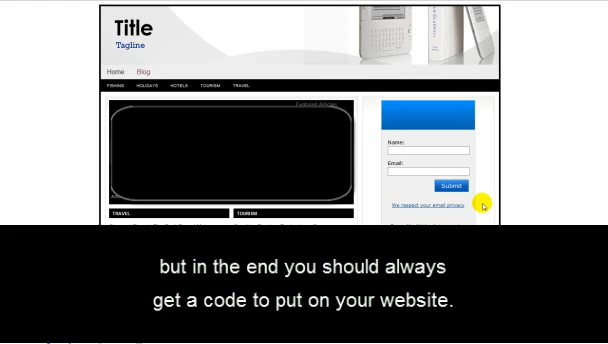 Title
Tagline
Home Blog
FISHING HOLIDAYS HOTELS TOURISM TRAVEL
Featured Articles
Name:
Email:
Submit
We respect your email privacy
TRAVEL TOURISM
but in the end you should always
get a code to put on your website.